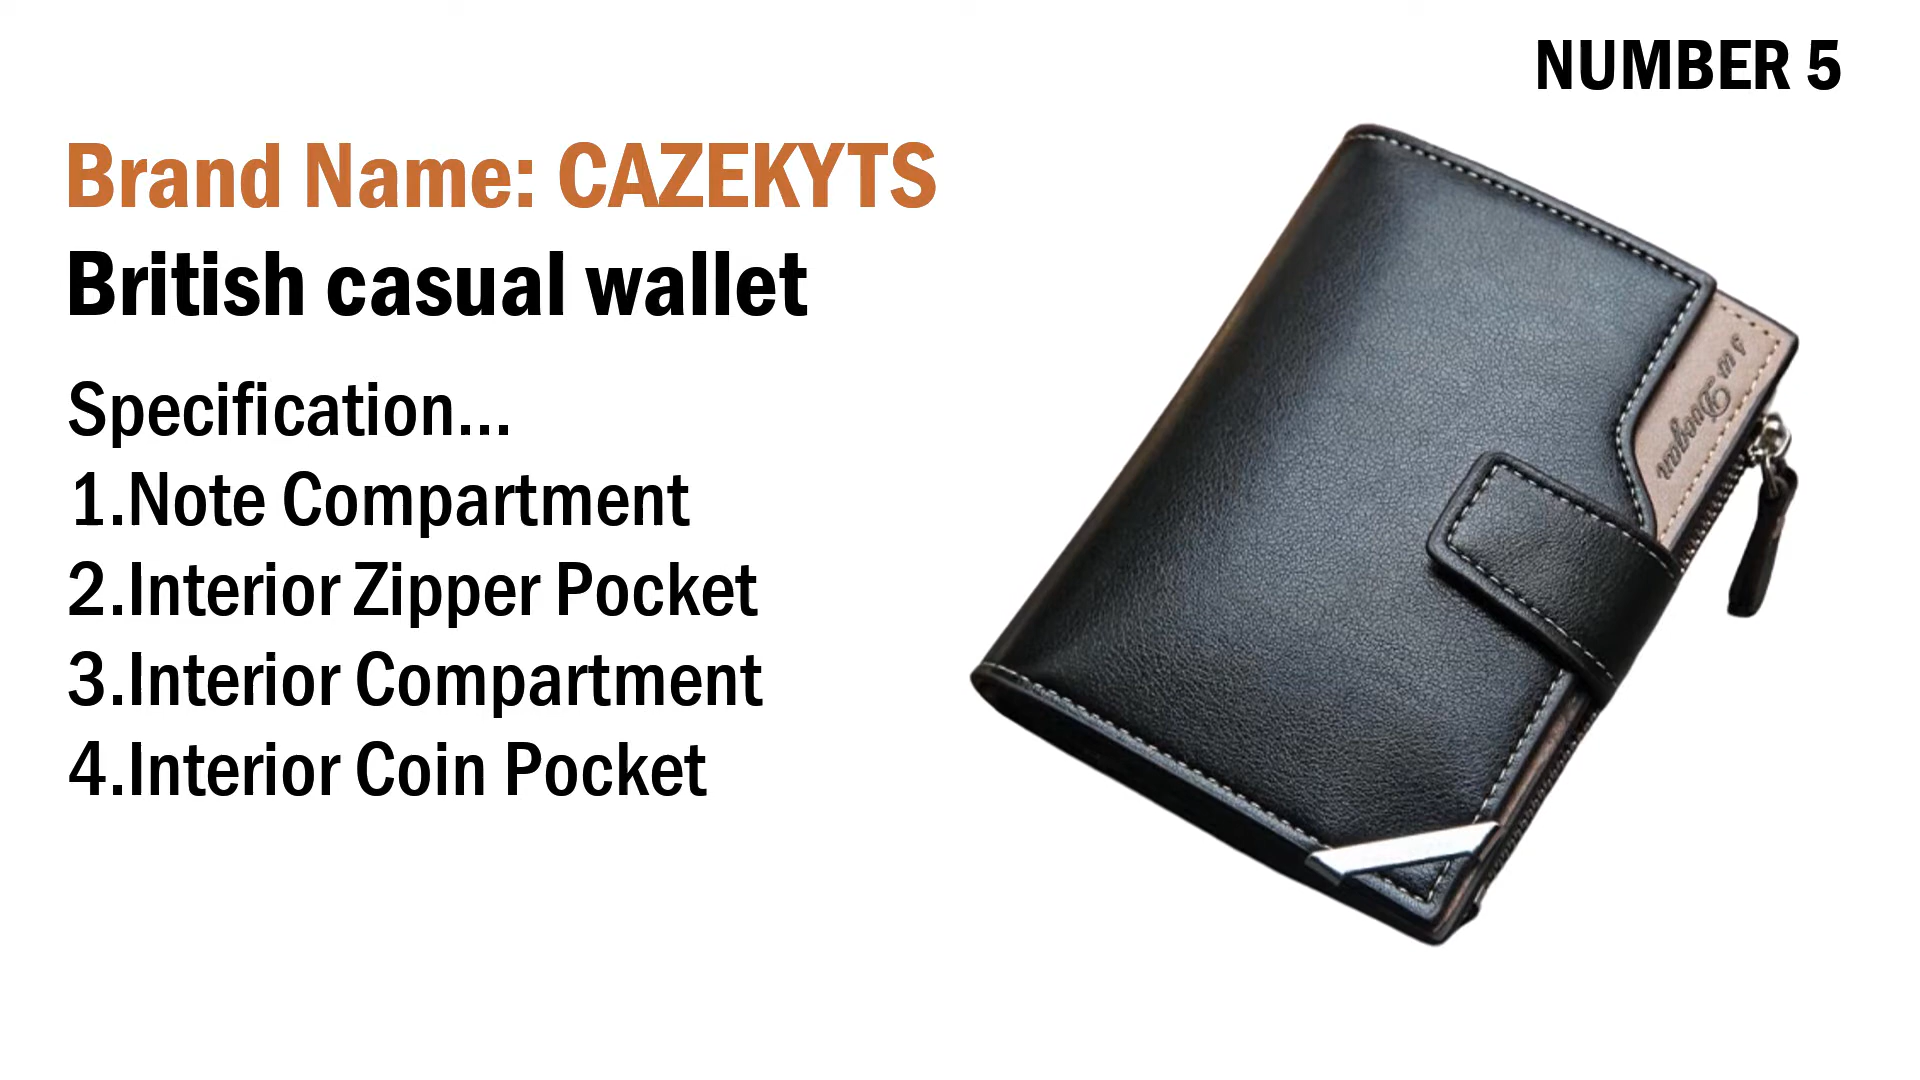 NUMBER 5
Brand Name: CAZEKYTS
British casual wallet
Specification...
1.Note Compartment
2.Interior Zipper Pocket
3.Interior Compartment
4.Interior Coin Pocket